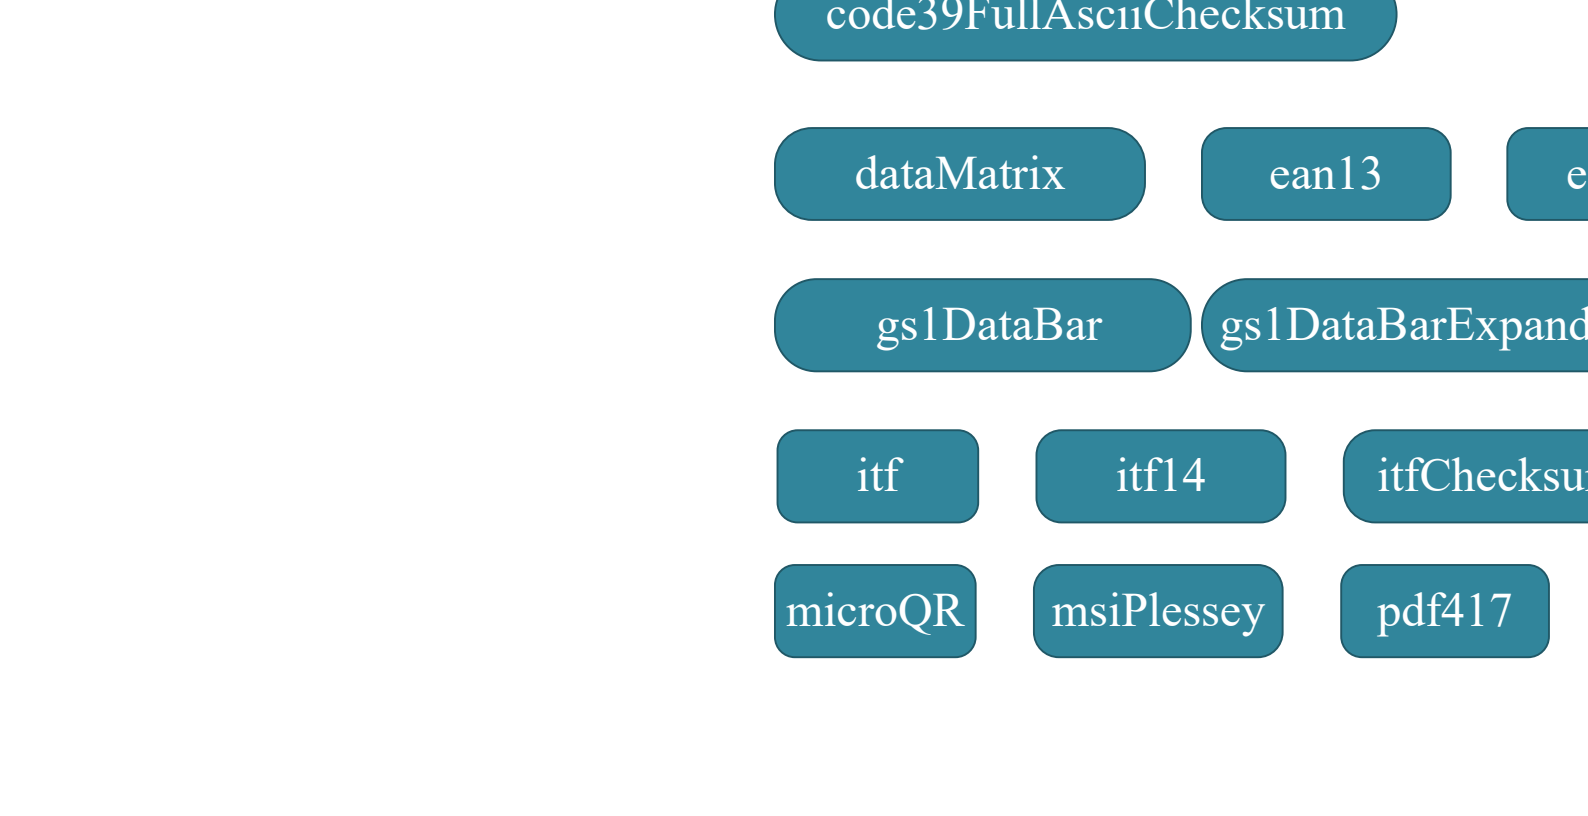 code39FullAsciiChecksum
dataMatrix ean13
gs1DataBar
itf itf14
microQR msiPlessey pdf417